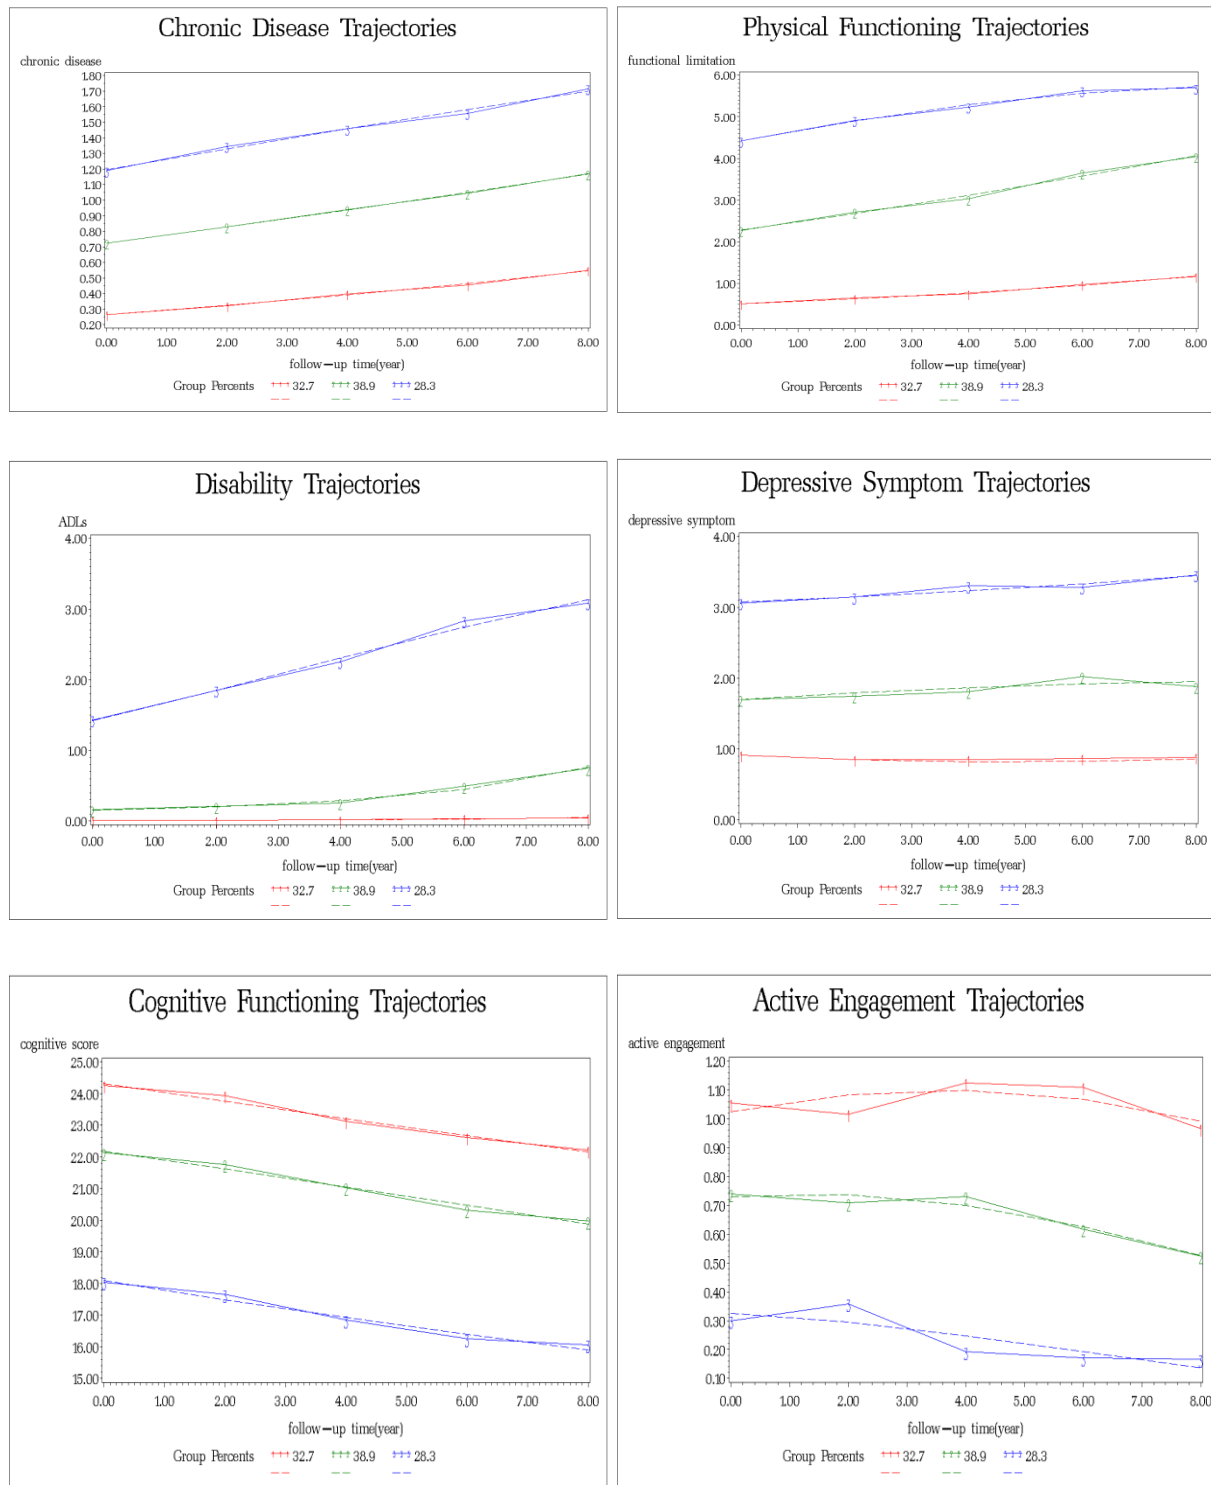 Chronic Disease Trajectories
chronic disease
1.80
1.70
1.60
1.50
1.40
1.30
1.20
1.10
1.00
0.90
0.80
0.70
0.60
0.50
0.40
0.30
0.20
0.00 1.00 2.00 3.00 4.00 5.00 6.00 7.00 8.00
follow-up time(year)
Group Percents 32.7 38.9 28.3
Physical Functioning Trajectories
functional limitation
6.00
5.00
4.00
3.00
2.00
1.00
0.00
0.00 1.00 2.00 3.00 4.00 5.00 6.00 7.00 8.00
follow-up time(year)
Group Percents 32.7 38.9 28.3
Disability Trajectories
ADLs
4.00
3.00
2.00
1.00
0.00
0.00 1.00 2.00 3.00 4.00 5.00 6.00 7.00 8.00
follow-up time(year)
Group Percents 32.7 38.9 28.3
Depressive Symptom Trajectories
depressive symptom
4.00
3.00
2.00
1.00
0.00
0.00 1.00 2.00 3.00 4.00 5.00 6.00 7.00 8.00
follow-up time(year)
Group Percents 32.7 38.9 28.3
Cognitive Functioning Trajectories
cognitive score
25.00
24.00
23.00
22.00
21.00
20.00
19.00
18.00
17.00
16.00
15.00
0.00 1.00 2.00 3.00 4.00 5.00 6.00 7.00 8.00
follow-up time(year)
Group Percents 32.7 38.9 28.3
Active Engagement Trajectories
active engagement
1.20
1.10
1.00
0.90
0.80
0.70
0.60
0.50
0.40
0.30
0.20
0.10
0.00 1.00 2.00 3.00 4.00 5.00 6.00 7.00 8.00
follow-up time(year)
Group Percents 32.7 38.9 28.3